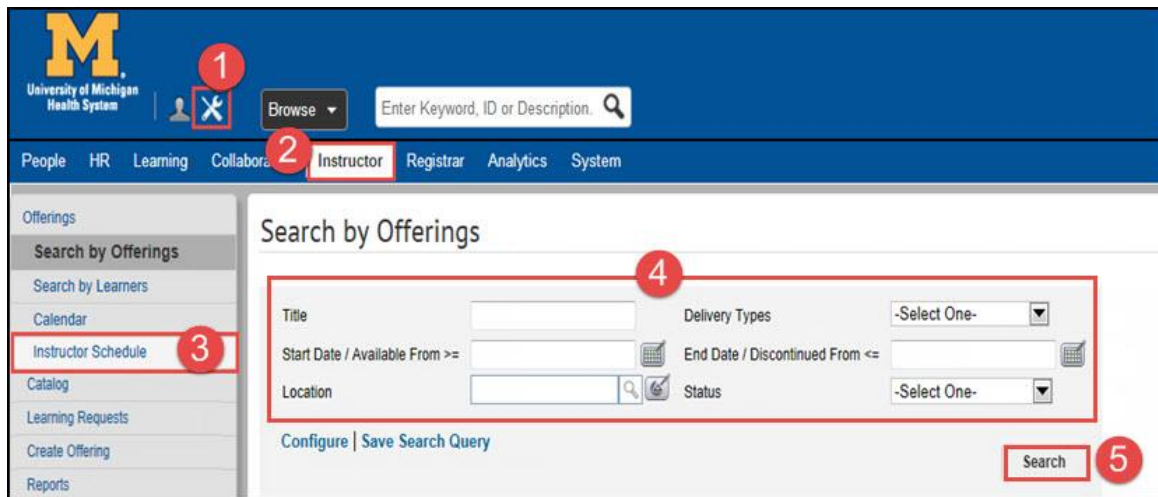 M
University of Michigan
Health System
1
Browse
Enter Keyword, ID or Description.
People HR Learning Collabora 2 Instructor Registrar Analytics System
Offerings
Search by Offerings
Search by Learners
Calendar
Instructor Schedule 3
Catalog
Learning Requests
Create Offering
Reports
Search by Offerings
4
Title Delivery Types -Select One-
Start Date / Available From >= End Date / Discontinued From <=
Location Status -Select One-
Configure | Save Search Query
Search 5